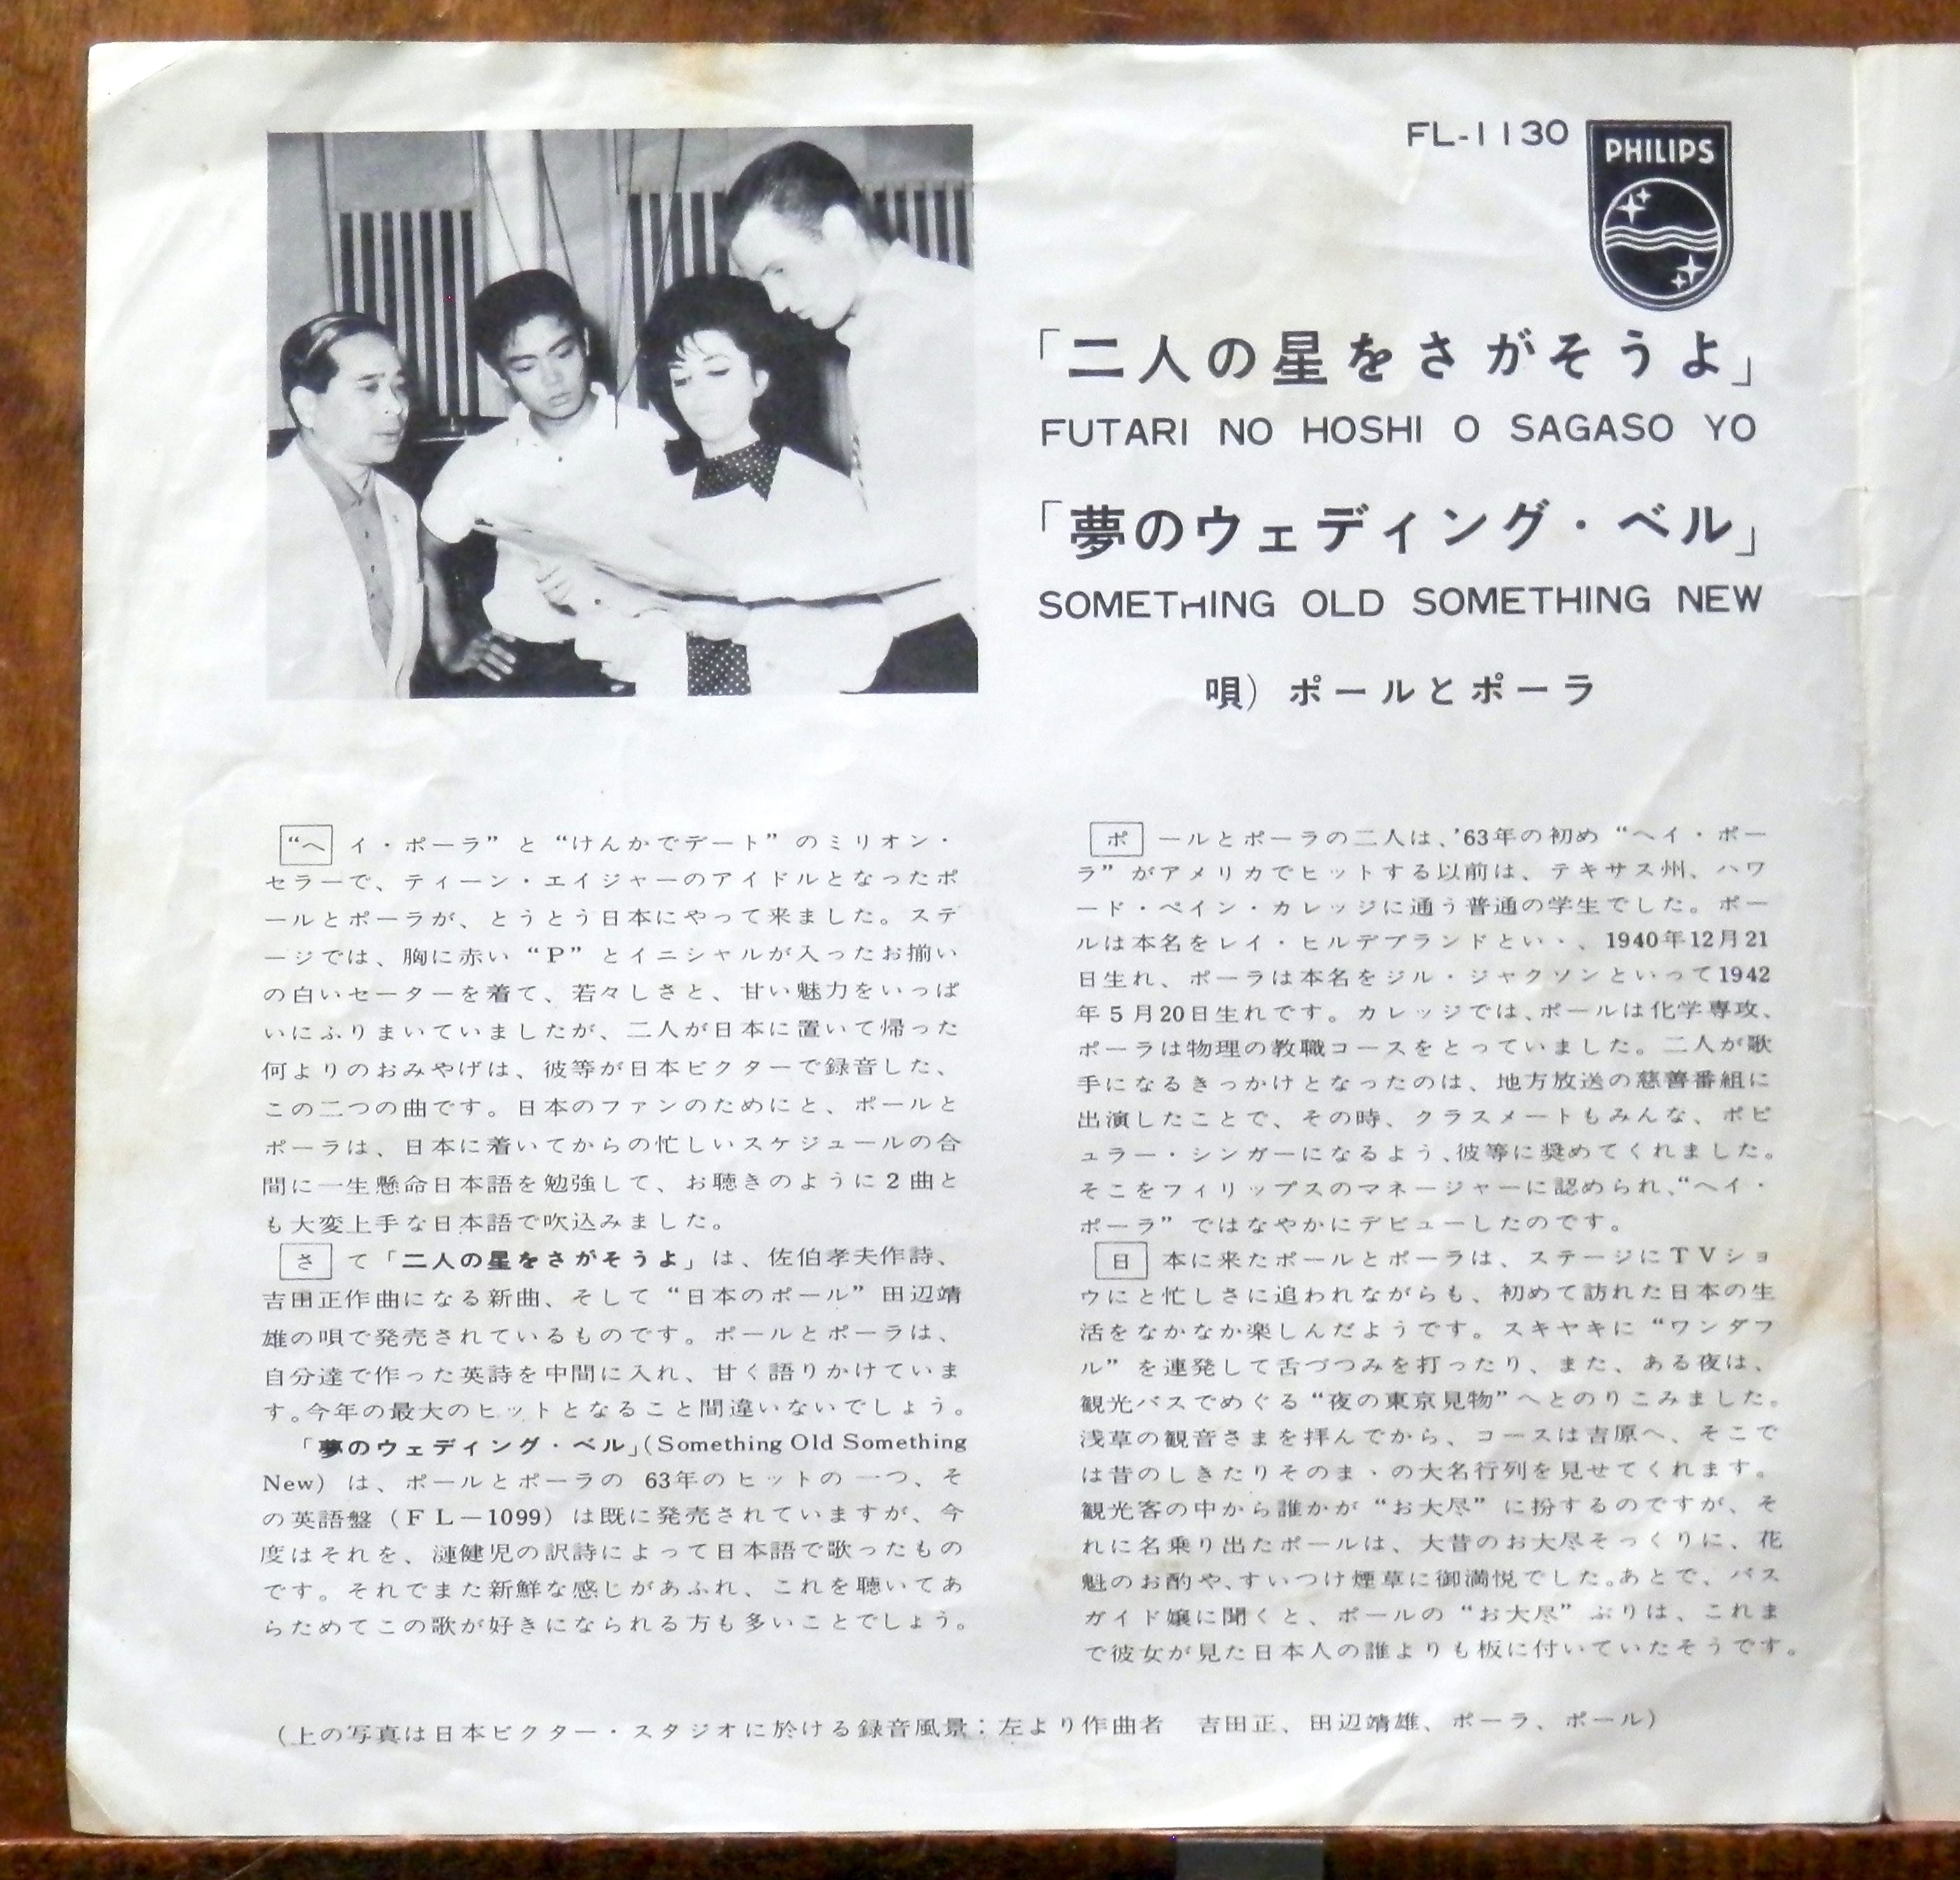 FL-1130
PHILIPS
「二人の星をさがそうよ」
FUTARI NO HOSHI O SAGASO YO
「夢のウェディング・ベル」
SOMETHING OLD SOMETHING NEW
唄）ポールとポーラ
“ヘイ・ポーラ” と “けんかでデート” のミリオン・
セラーで、ティーン・エイジャーのアイドルとなったポ
ールとポーラが、とうとう日本にやって来ました。ステ
ージでは、胸に赤い “P” とイニシャルが入ったお揃い
の白いセーターを着て、若々しさと、甘い魅力をいっぱ
いにふりまいていましたが、二人が日本に置いて帰った
何よりのおみやげは、彼等が日本ビクターで録音した、
この二つの曲です。日本のファンのためにと、ポールと
ポーラは、日本に着いてからの忙しいスケジュールの合
間に一生懸命日本語を勉強して、お聴きのように2曲と
も大変上手な日本語で吹込みました。
さて「二人の星をさがそうよ」は、佐伯孝夫作詩、
吉田正作曲になる新曲、そして “日本のポール” 田辺靖
雄の唄で発売されているものです。ポールとポーラは、
自分達で作った英詩を中間に入れ、甘く語りかけていま
す。今年の最大のヒットとなること間違いないでしょう。
「夢のウェディング・ベル」(Something Old Something
New) は、ポールとポーラの 63年のヒットの一つ、そ
の英語盤（FL－1099）は既に発売されていますが、今
度はそれを、漣健児の訳詩によって日本語で歌ったもの
です。それでまた新鮮な感じがあふれ、これを聴いてあ
らためてこの歌が好きになられる方も多いことでしょう。
ポールとポーラの二人は、'63年の初め “ヘイ・ポー
ラ” がアメリカでヒットする以前は、テキサス州、ハワ
ード・ペイン・カレッジに通う普通の学生でした。ポー
ルは本名をレイ・ヒルデブランドといゝ、1940年12月21
日生れ、ポーラは本名をジル・ジャクソンといって1942
年5月20日生れです。カレッジでは、ポールは化学専攻、
ポーラは物理の教職コースをとっていました。二人が歌
手になるきっかけとなったのは、地方放送の慈善番組に
出演したことで、その時、クラスメートもみんな、ポピ
ュラー・シンガーになるよう、彼等に奨めてくれました。
そこをフィリップスのマネージャーに認められ、“ヘイ・
ポーラ” ではなやかにデビューしたのです。
日本に来たポールとポーラは、ステージにTVショ
ウにと忙しさに追われながらも、初めて訪れた日本の生
活をなかなか楽しんだようです。スキヤキに “ワンダフ
ル” を連発して舌づつみを打ったり、また、ある夜は、
観光バスでめぐる “夜の東京見物” へとのりこみました。
浅草の観音さまを拝んでから、コースは吉原へ、そこで
は昔のしきたりそのまゝの大名行列を見せてくれます。
観光客の中から誰かが “お大尽” に扮するのですが、そ
れに名乗り出たポールは、大昔のお大尽そっくりに、花
魁のお酌や、すいつけ煙草に御満悦でした。あとで、バス
ガイド嬢に聞くと、ポールの “お大尽” ぶりは、これま
で彼女が見た日本人の誰よりも板に付いていたそうです。
（上の写真は日本ビクター・スタジオに於ける録音風景：左より作曲者　吉田正、田辺靖雄、ポーラ、ポール）